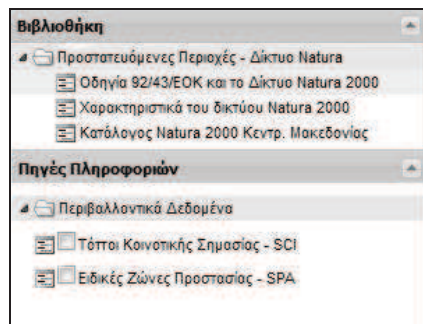 Βιβλιοθήκη
Προστατευόμενες Περιοχές - Δίκτυο Natura
Οδηγία 92/43/ΕΟΚ και το Δίκτυο Natura 2000
Χαρακτηριστικά του δικτύου Natura 2000
Κατάλογος Natura 2000 Κεντρ. Μακεδονίας
Πηγές Πληροφοριών
Περιβαλλοντικά Δεδομένα
Τόποι Κοινοτικής Σημασίας - SCI
Ειδικές Ζώνες Προστασίας - SPA